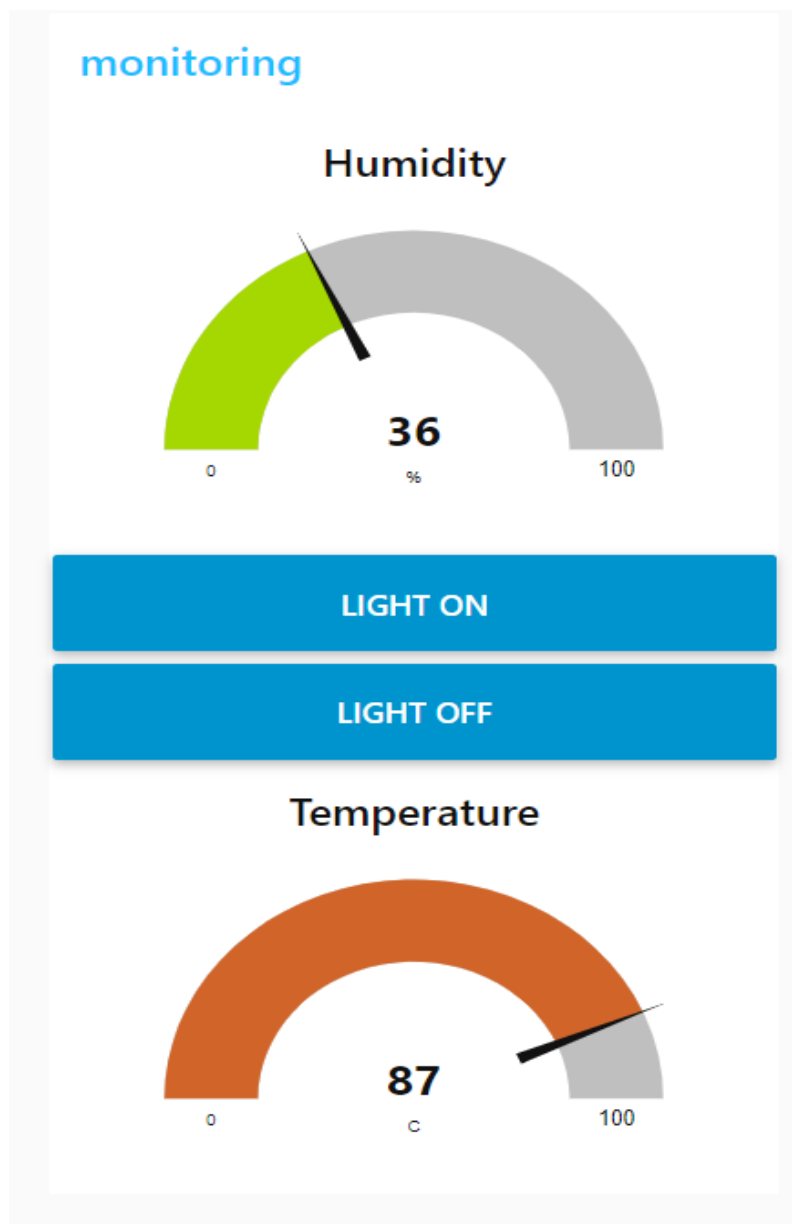 monitoring
Humidity
36
0 % 100
LIGHT ON
LIGHT OFF
Temperature
87
0 C 100